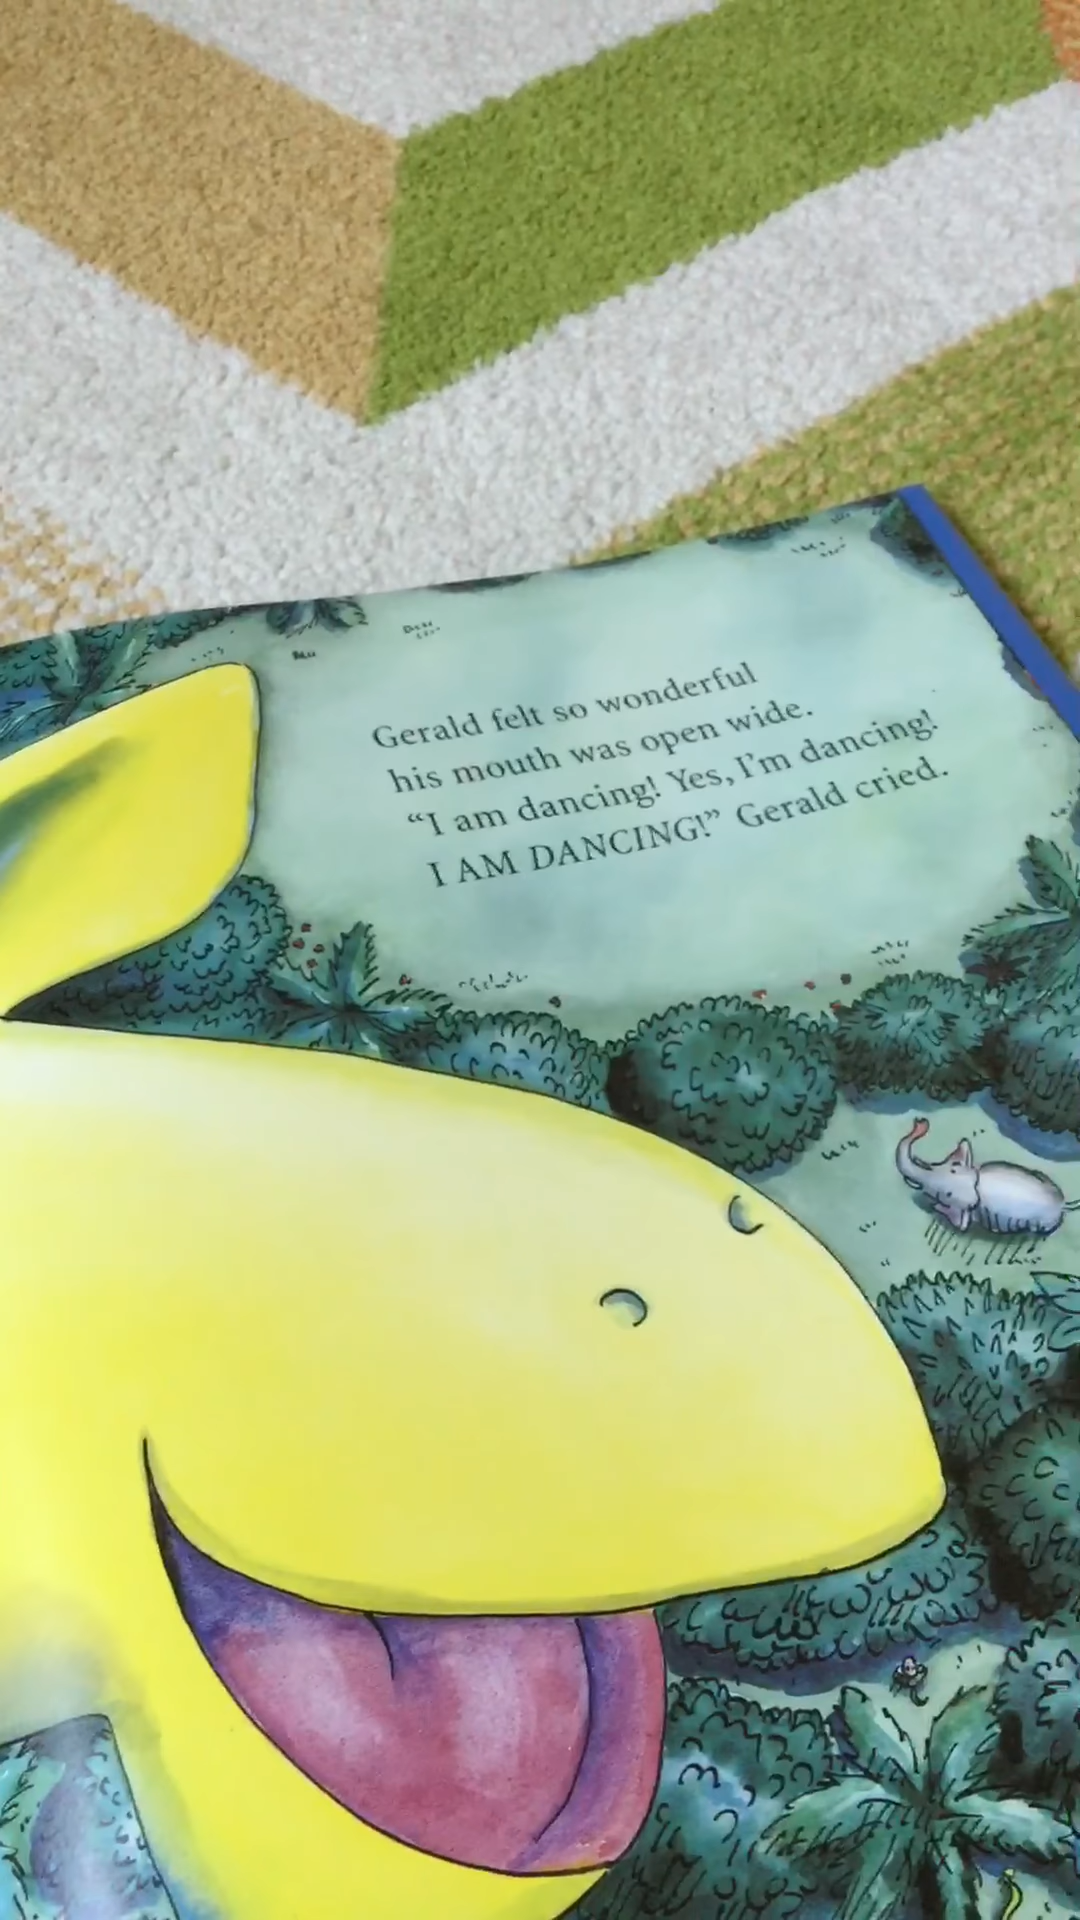 Gerald felt so wonderful
his mouth was open wide.
“I am dancing! Yes, I’m dancing!
I AM DANCING!” Gerald cried.